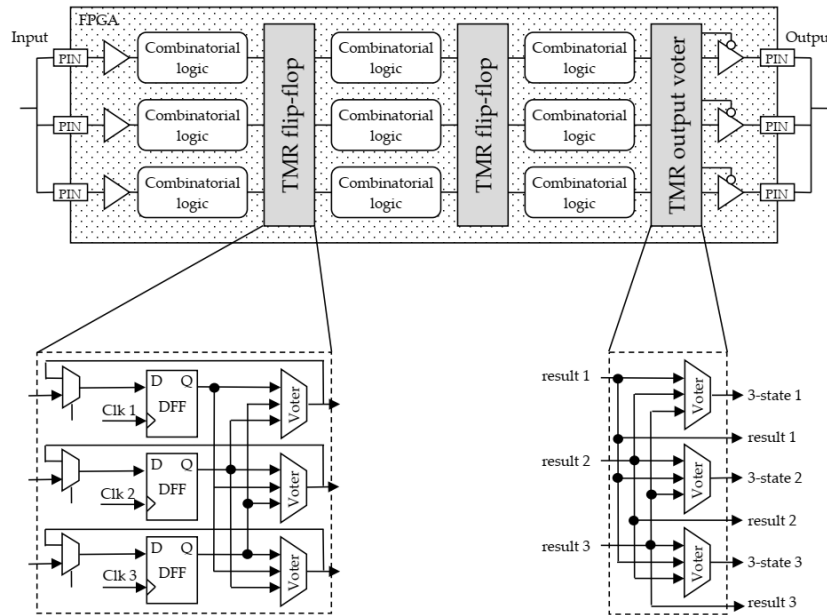 FPGA
Input
Output
PIN
Combinatorial
logic
TMR flip-flop
Combinatorial
logic
TMR flip-flop
Combinatorial
logic
TMR output voter
PIN
PIN
Combinatorial
logic
Combinatorial
logic
Combinatorial
logic
PIN
PIN
Combinatorial
logic
Combinatorial
logic
Combinatorial
logic
PIN
D Q
DFF
Clk 1
Voter
D Q
DFF
Clk 2
Voter
D Q
DFF
Clk 3
Voter
result 1
Voter
3-state 1
result 1
result 2
Voter
3-state 2
result 2
result 3
Voter
3-state 3
result 3